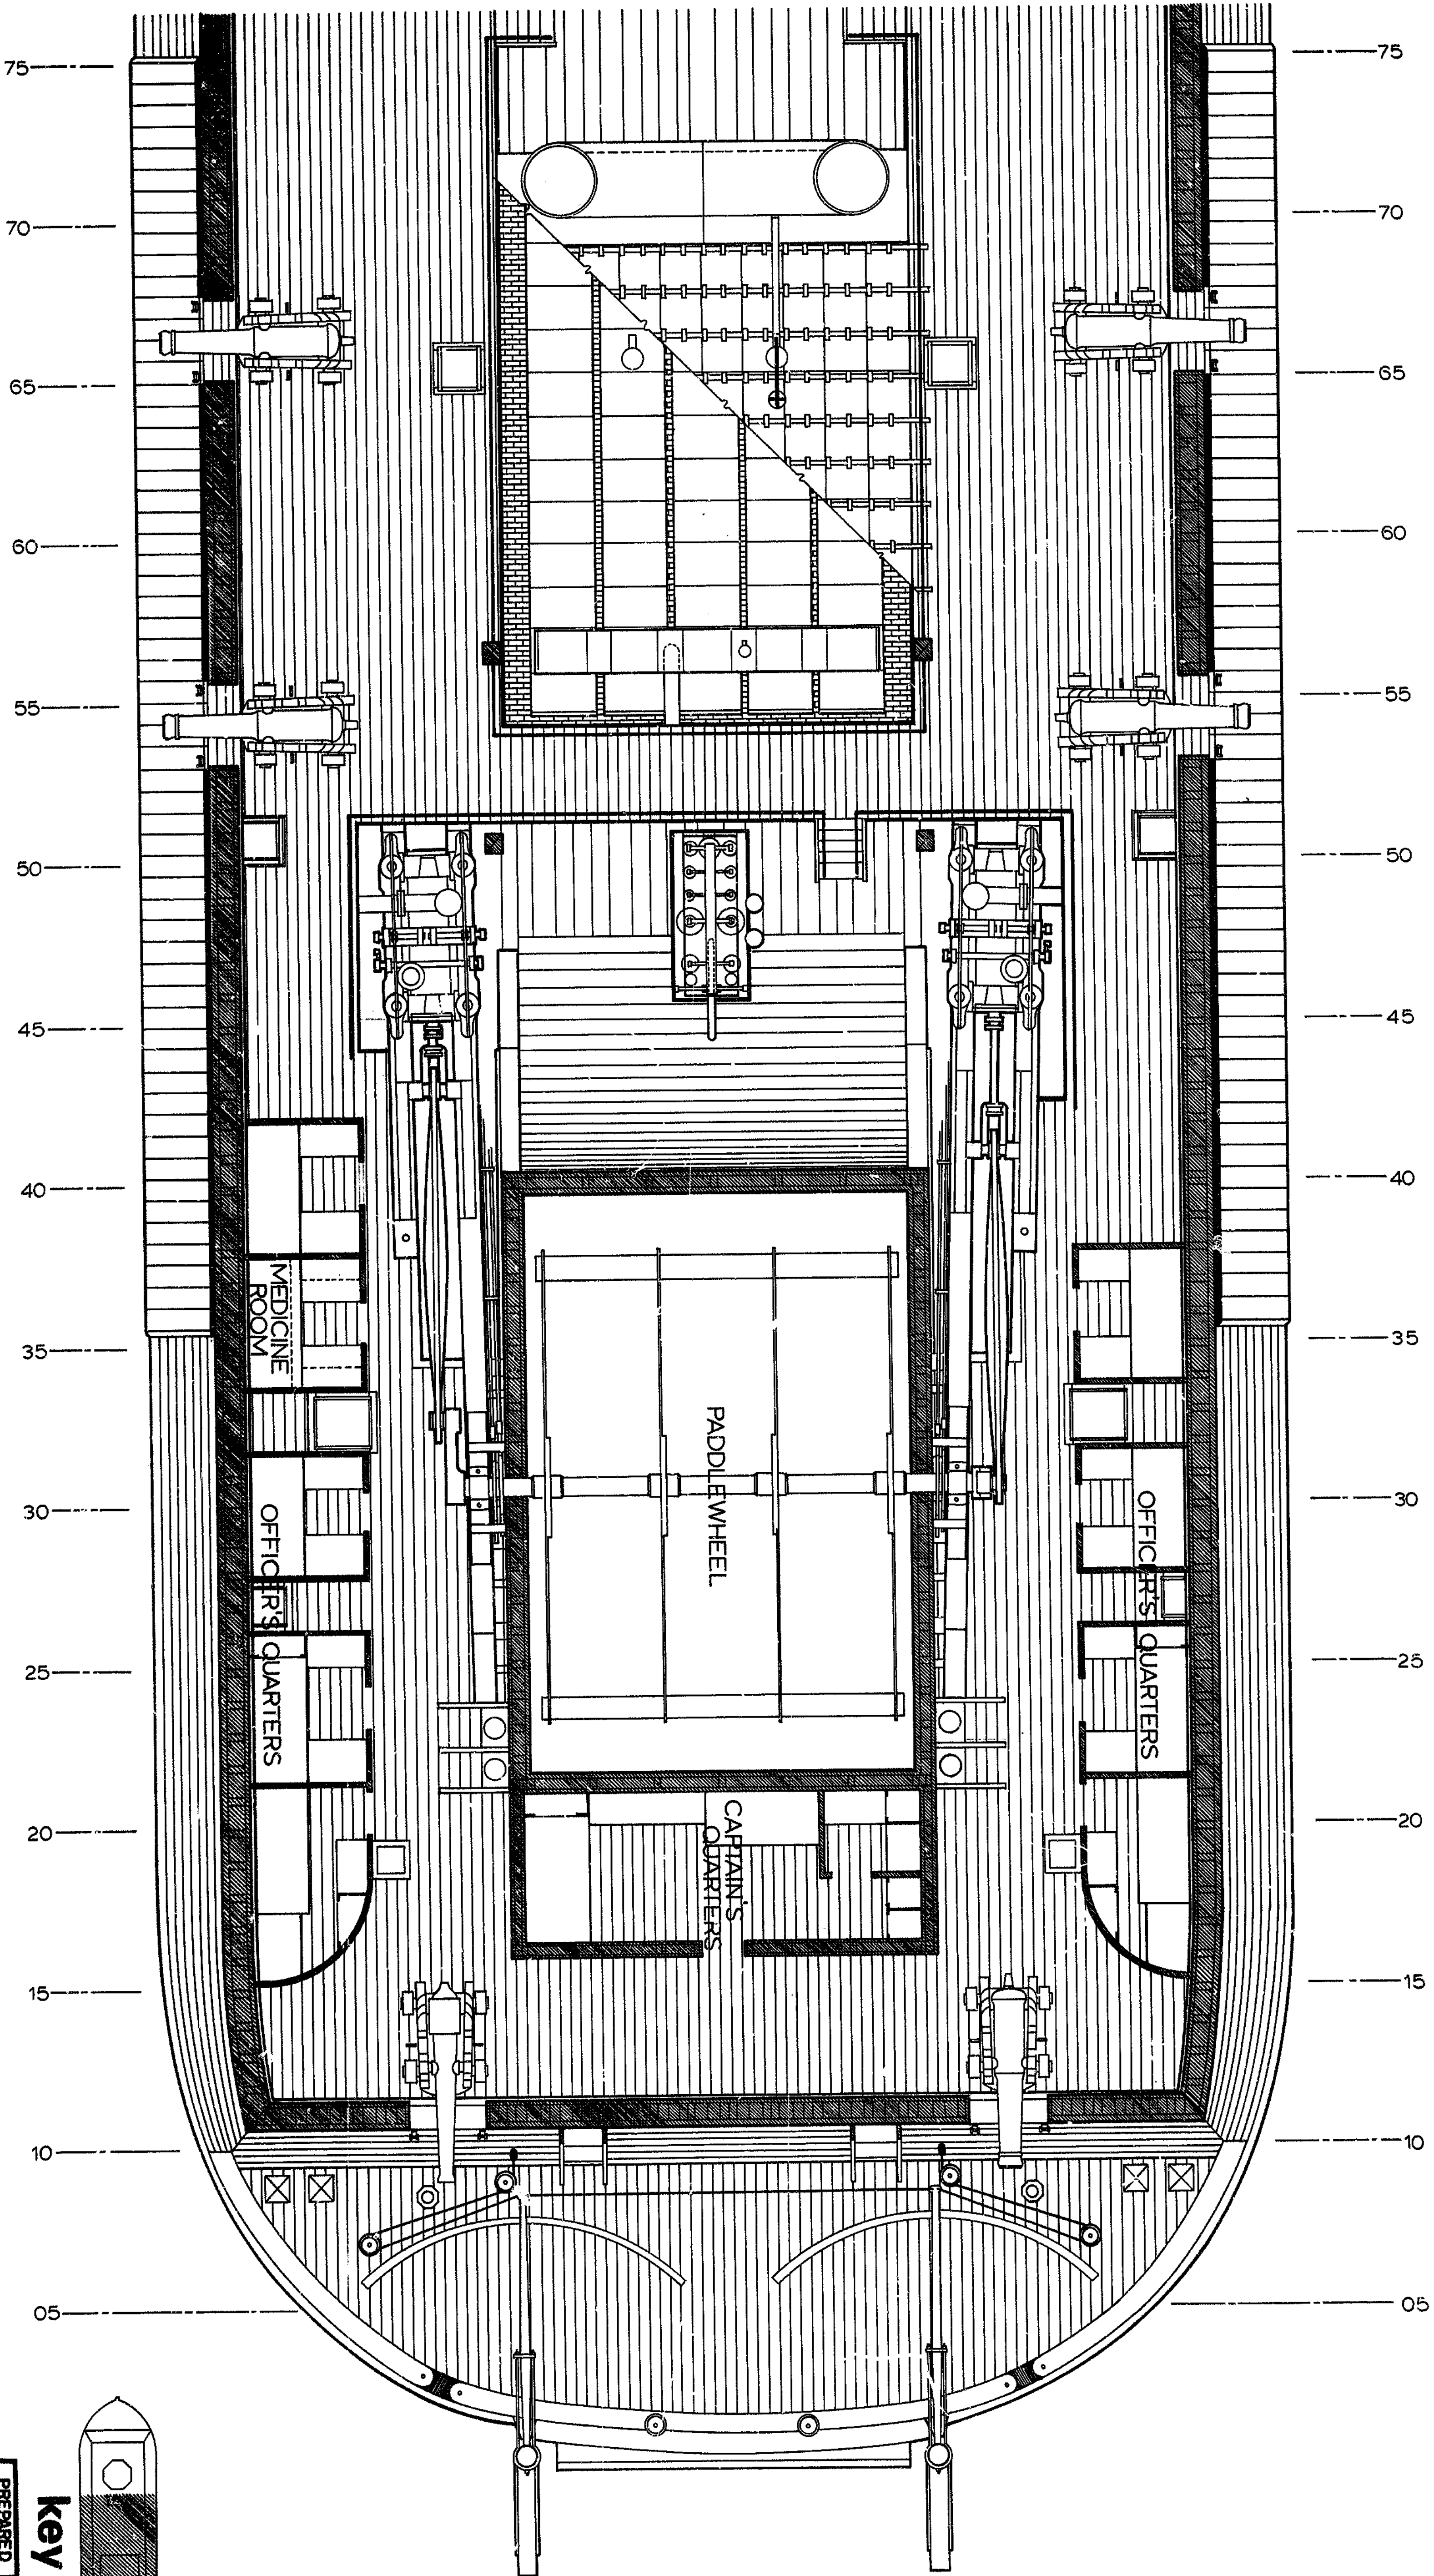 75 75
70 70
65 65
60 60
55 55
50 50
45 45
40 40
MEDICINE
ROOM
35 35
PADDLEWHEEL
30 30
OFFICER'S QUARTERS
OFFICER'S QUARTERS
25 25
CAPTAIN'S
QUARTERS
20 20
15 15
10 10
05 05
key
PREPARED